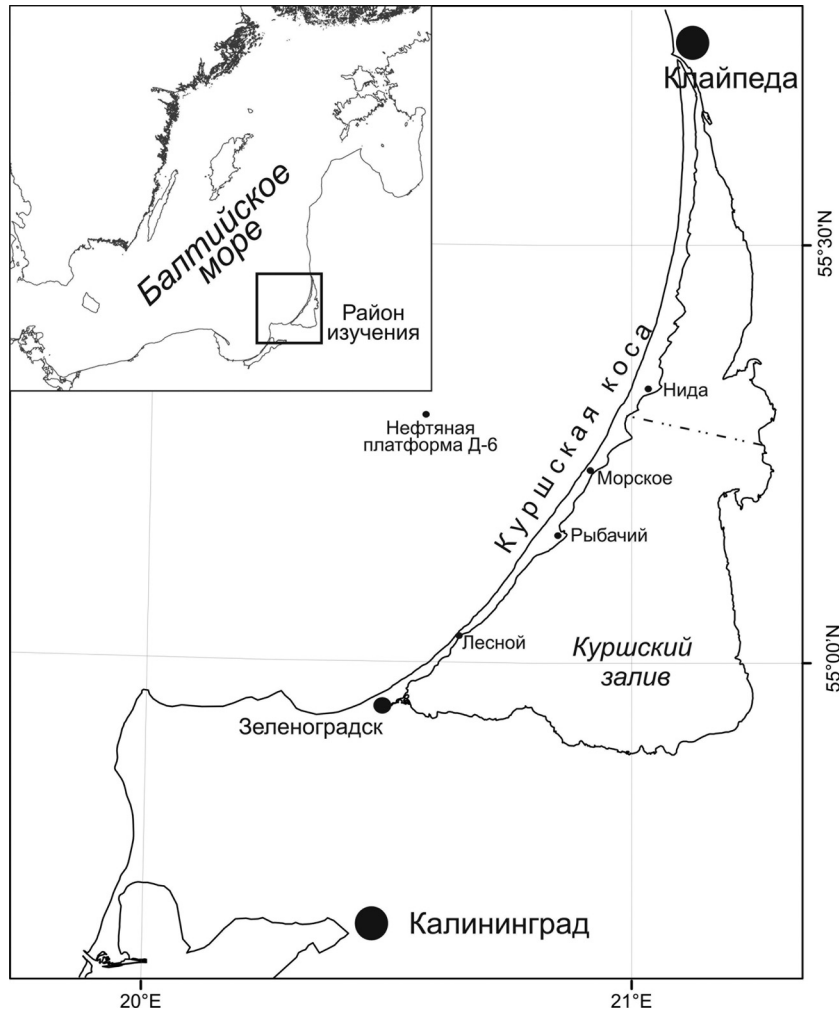 Клайпеда
Балтийское
море
55°30'N
Район
изучения
Куршская коса
Нида
Нефтяная
платформа Д-6
Морское
Рыбачий
Лесной
Куршский
залив
55°00'N
Зеленоградск
Калининград
20°E
21°E